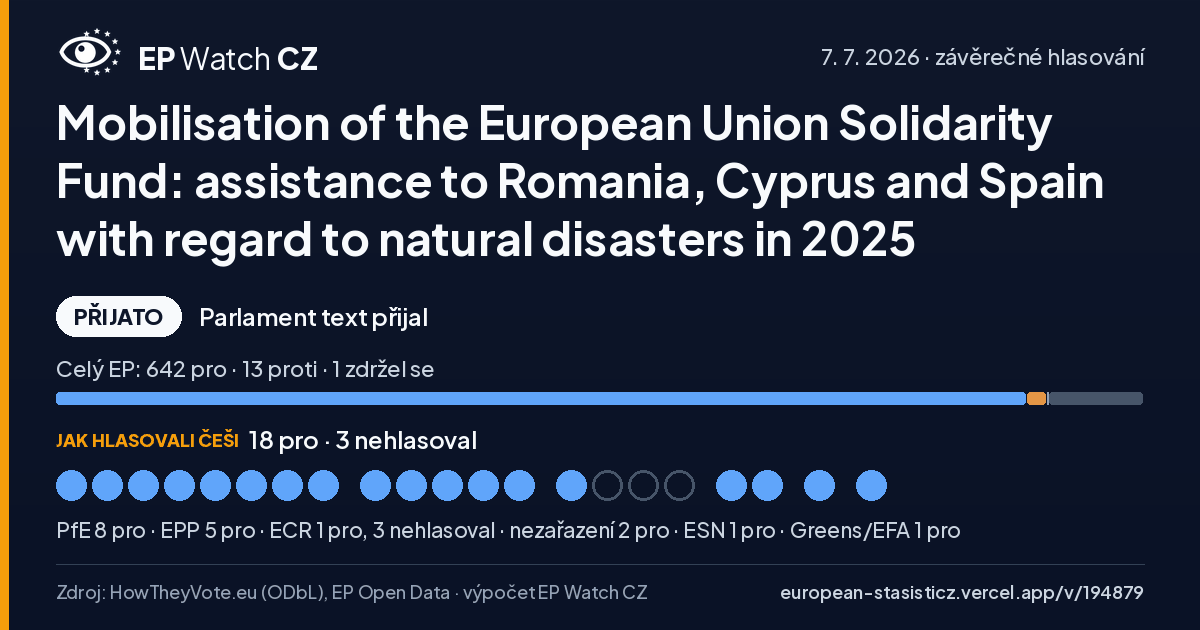 EP Watch CZ
7. 7. 2026 · závěrečné hlasování
Mobilisation of the European Union Solidarity
Fund: assistance to Romania, Cyprus and Spain
with regard to natural disasters in 2025
PŘIJATO Parlament text přijal
Celý EP: 642 pro · 13 proti · 1 zdržel se
JAK HLASOVALI ČEŠI 18 pro · 3 nehlasoval
PfE 8 pro · EPP 5 pro · ECR 1 pro, 3 nehlasoval · nezařazení 2 pro · ESN 1 pro · Greens/EFA 1 pro
Zdroj: HowTheyVote.eu (ODbL), EP Open Data · výpočet EP Watch CZ
european-stasisticz.vercel.app/v/194879